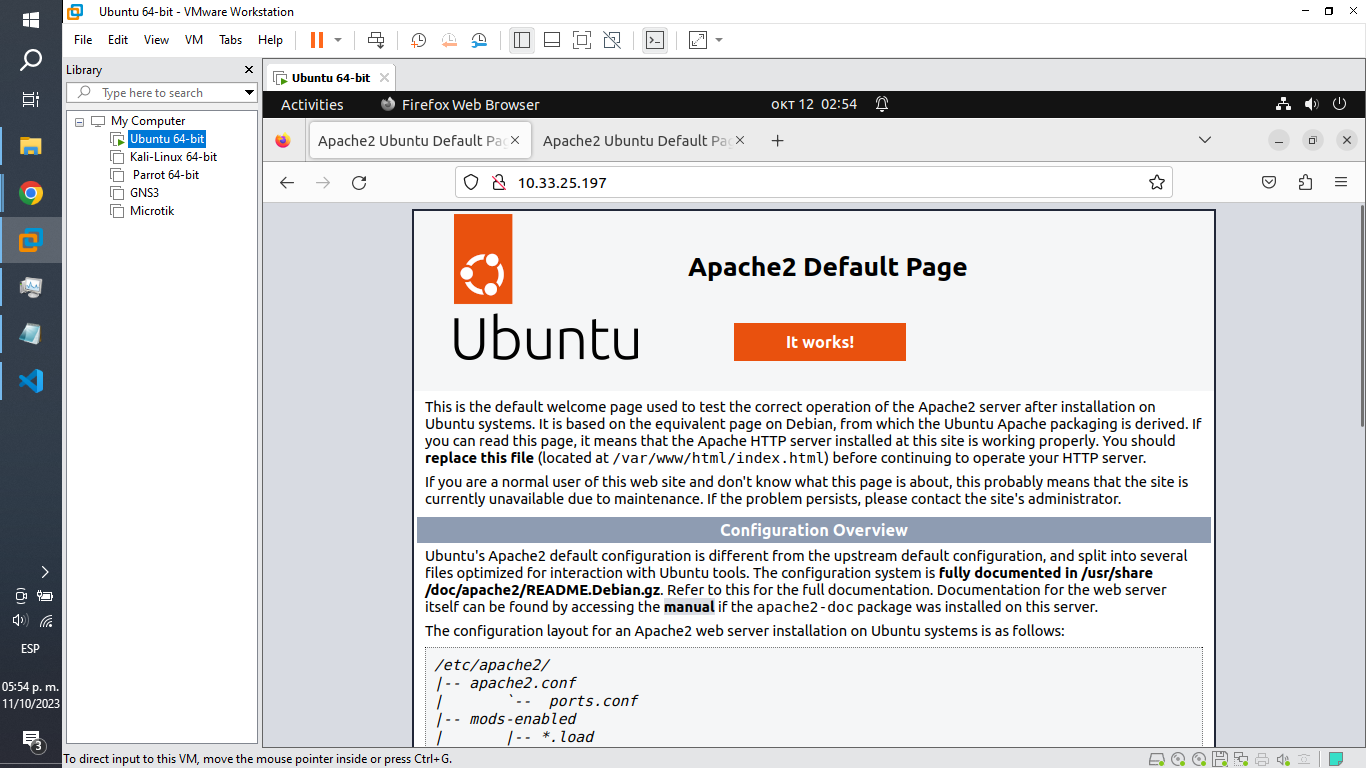 Ubuntu 64-bit - VMware Workstation
File Edit View VM Tabs Help
Library
Type here to search
My Computer
Ubuntu 64-bit
Kali-Linux 64-bit
Parrot 64-bit
GNS3
Microtik
Ubuntu 64-bit
Activities Firefox Web Browser окт 12 02:54
Apache2 Ubuntu Default Pag Apache2 Ubuntu Default Pag
10.33.25.197
Ubuntu
Apache2 Default Page
It works!
This is the default welcome page used to test the correct operation of the Apache2 server after installation on
Ubuntu systems. It is based on the equivalent page on Debian, from which the Ubuntu Apache packaging is derived. If
you can read this page, it means that the Apache HTTP server installed at this site is working properly. You should
replace this file (located at /var/www/html/index.html) before continuing to operate your HTTP server.
If you are a normal user of this web site and don't know what this page is about, this probably means that the site is
currently unavailable due to maintenance. If the problem persists, please contact the site's administrator.
Configuration Overview
Ubuntu's Apache2 default configuration is different from the upstream default configuration, and split into several
files optimized for interaction with Ubuntu tools. The configuration system is fully documented in /usr/share
/doc/apache2/README.Debian.gz. Refer to this for the full documentation. Documentation for the web server
itself can be found by accessing the manual if the apache2-doc package was installed on this server.
The configuration layout for an Apache2 web server installation on Ubuntu systems is as follows:
/etc/apache2/
|-- apache2.conf
|       `--  ports.conf
|-- mods-enabled
|       |-- *.load
ESP
05:54 p. m.
11/10/2023
3
To direct input to this VM, move the mouse pointer inside or press Ctrl+G.